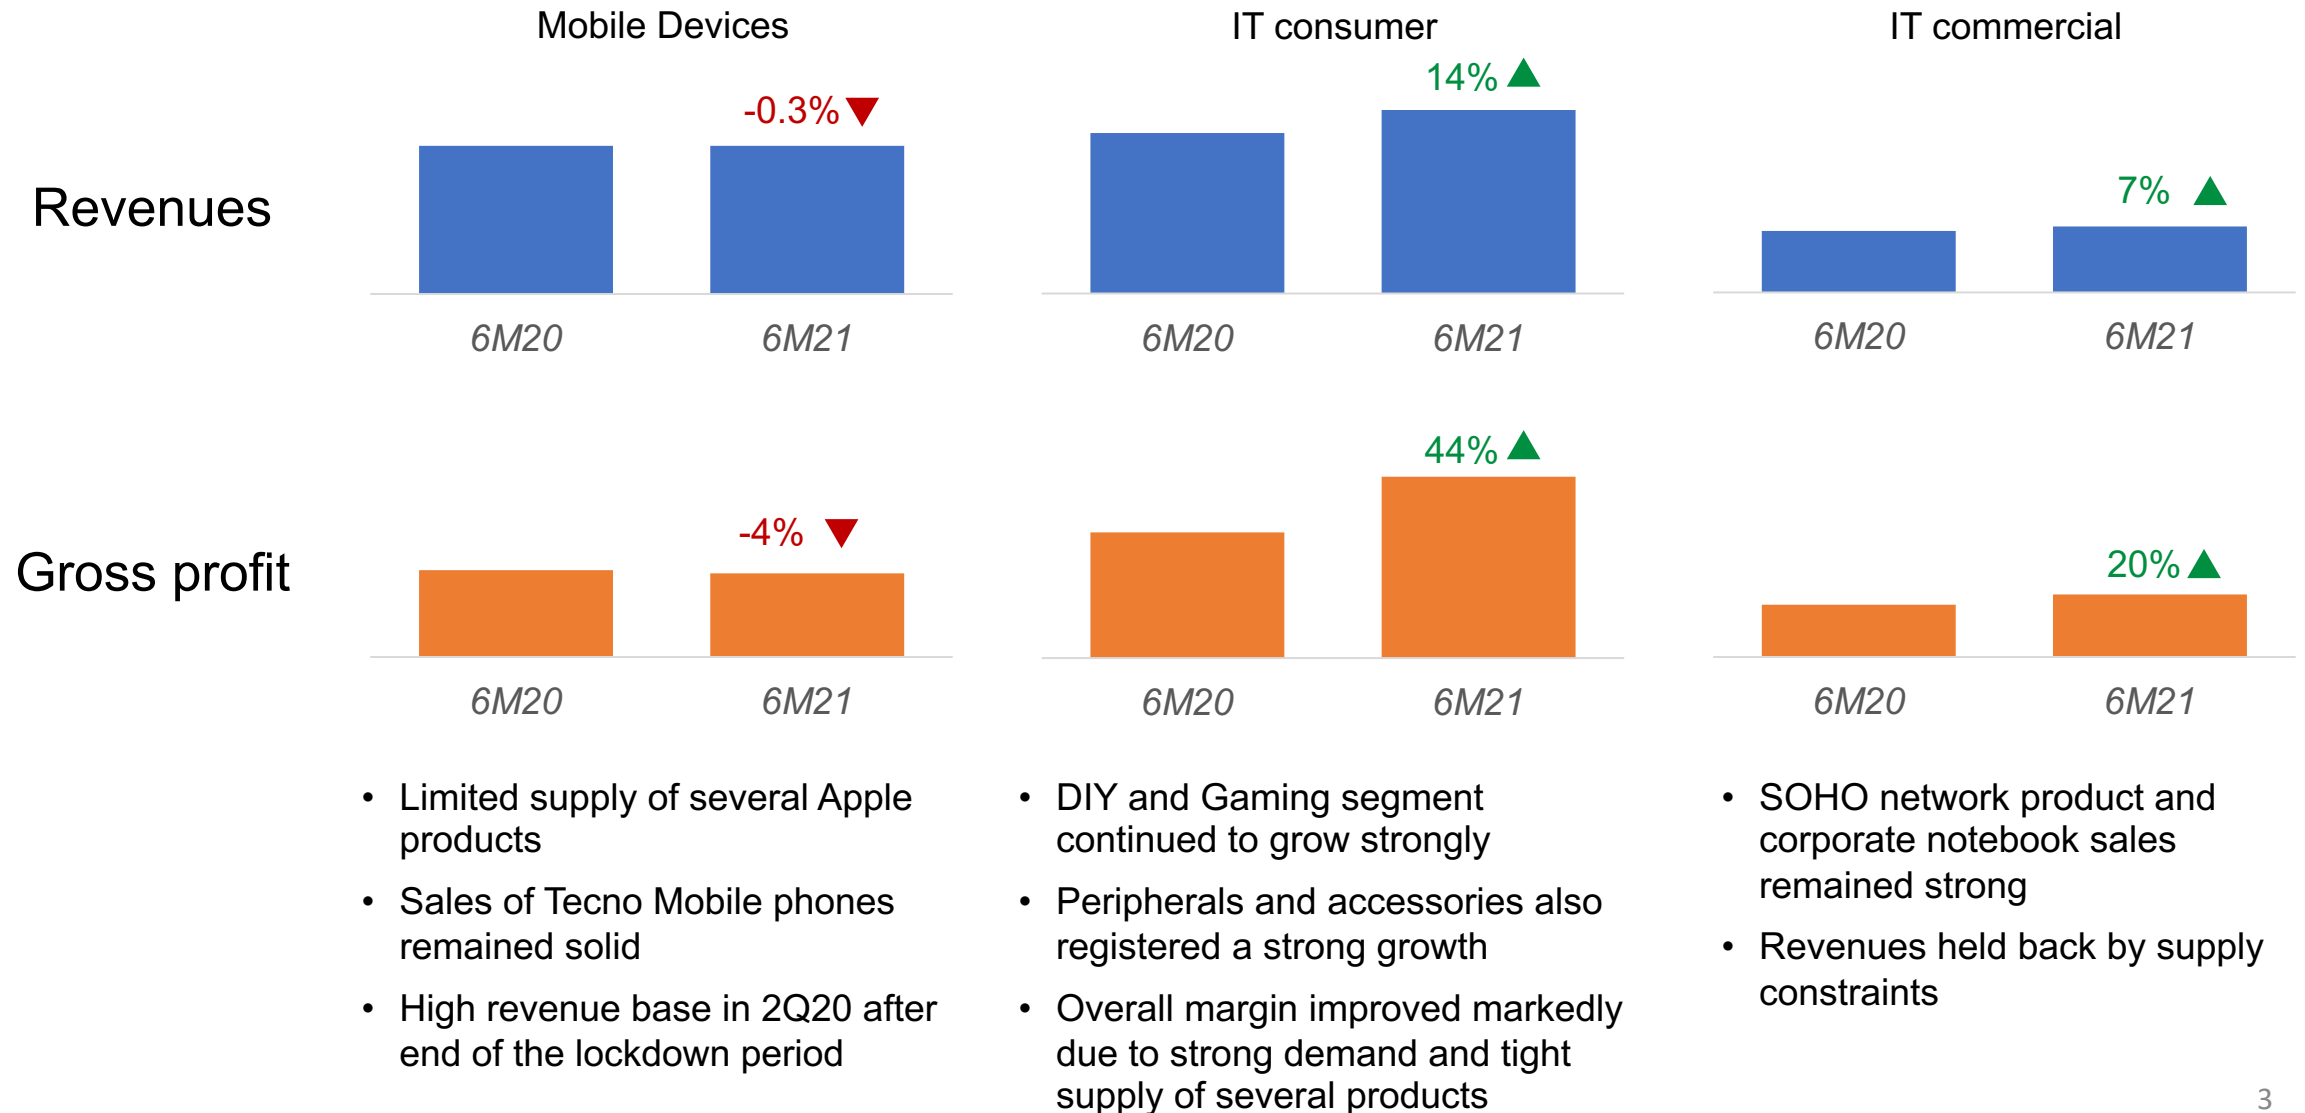 Mobile Devices
IT consumer
IT commercial
Revenues
-0.3%
14%
7%
6M20
6M21
6M20
6M21
6M20
6M21
Gross profit
-4%
44%
20%
6M20
6M21
6M20
6M21
6M20
6M21
• Limited supply of several Apple
products
• Sales of Tecno Mobile phones
remained solid
• High revenue base in 2Q20 after
end of the lockdown period
• DIY and Gaming segment
continued to grow strongly
• Peripherals and accessories also
registered a strong growth
• Overall margin improved markedly
due to strong demand and tight
supply of several products
• SOHO network product and
corporate notebook sales
remained strong
• Revenues held back by supply
constraints
3